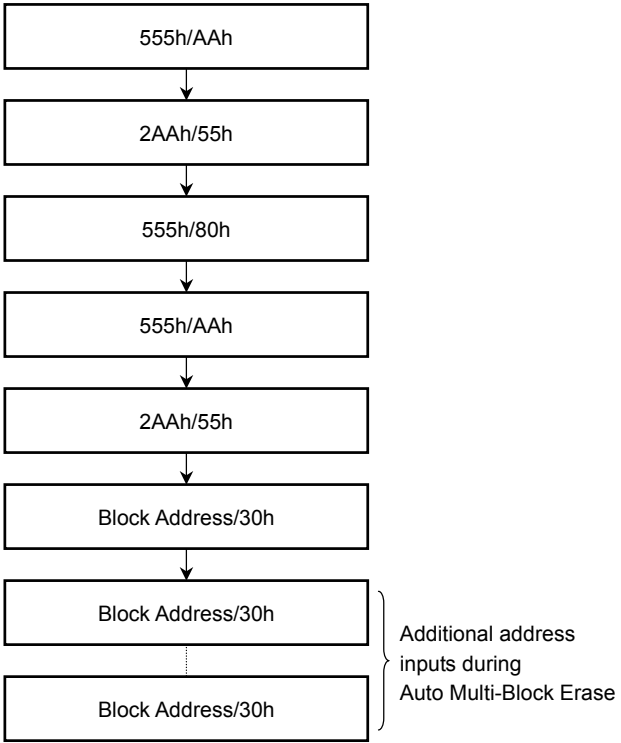 555h/AAh
2AAh/55h
555h/80h
555h/AAh
2AAh/55h
Block Address/30h
Block Address/30h
Additional address
inputs during
Auto Multi-Block Erase
Block Address/30h